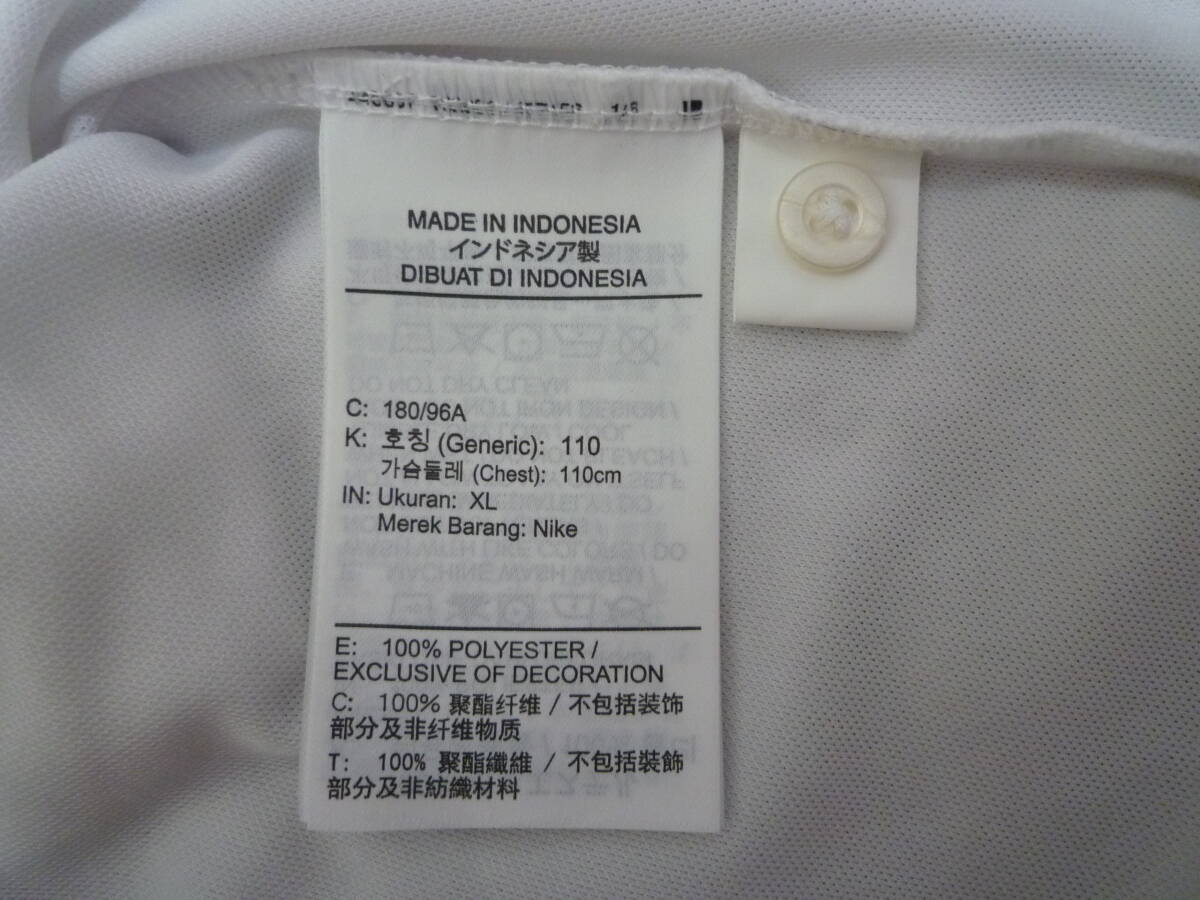 MADE IN INDONESIA
インドネシア製
DIBUAT DI INDONESIA
C: 180/96A
K: 호칭 (Generic): 110
가슴둘레 (Chest): 110cm
IN: Ukuran: XL
Merek Barang: Nike
E: 100% POLYESTER /
EXCLUSIVE OF DECORATION
C: 100% 聚酯纤维 / 不包括装饰
部分及非纤维物质
T: 100% 聚酯纖維 / 不包括裝飾
部分及非紡織材料